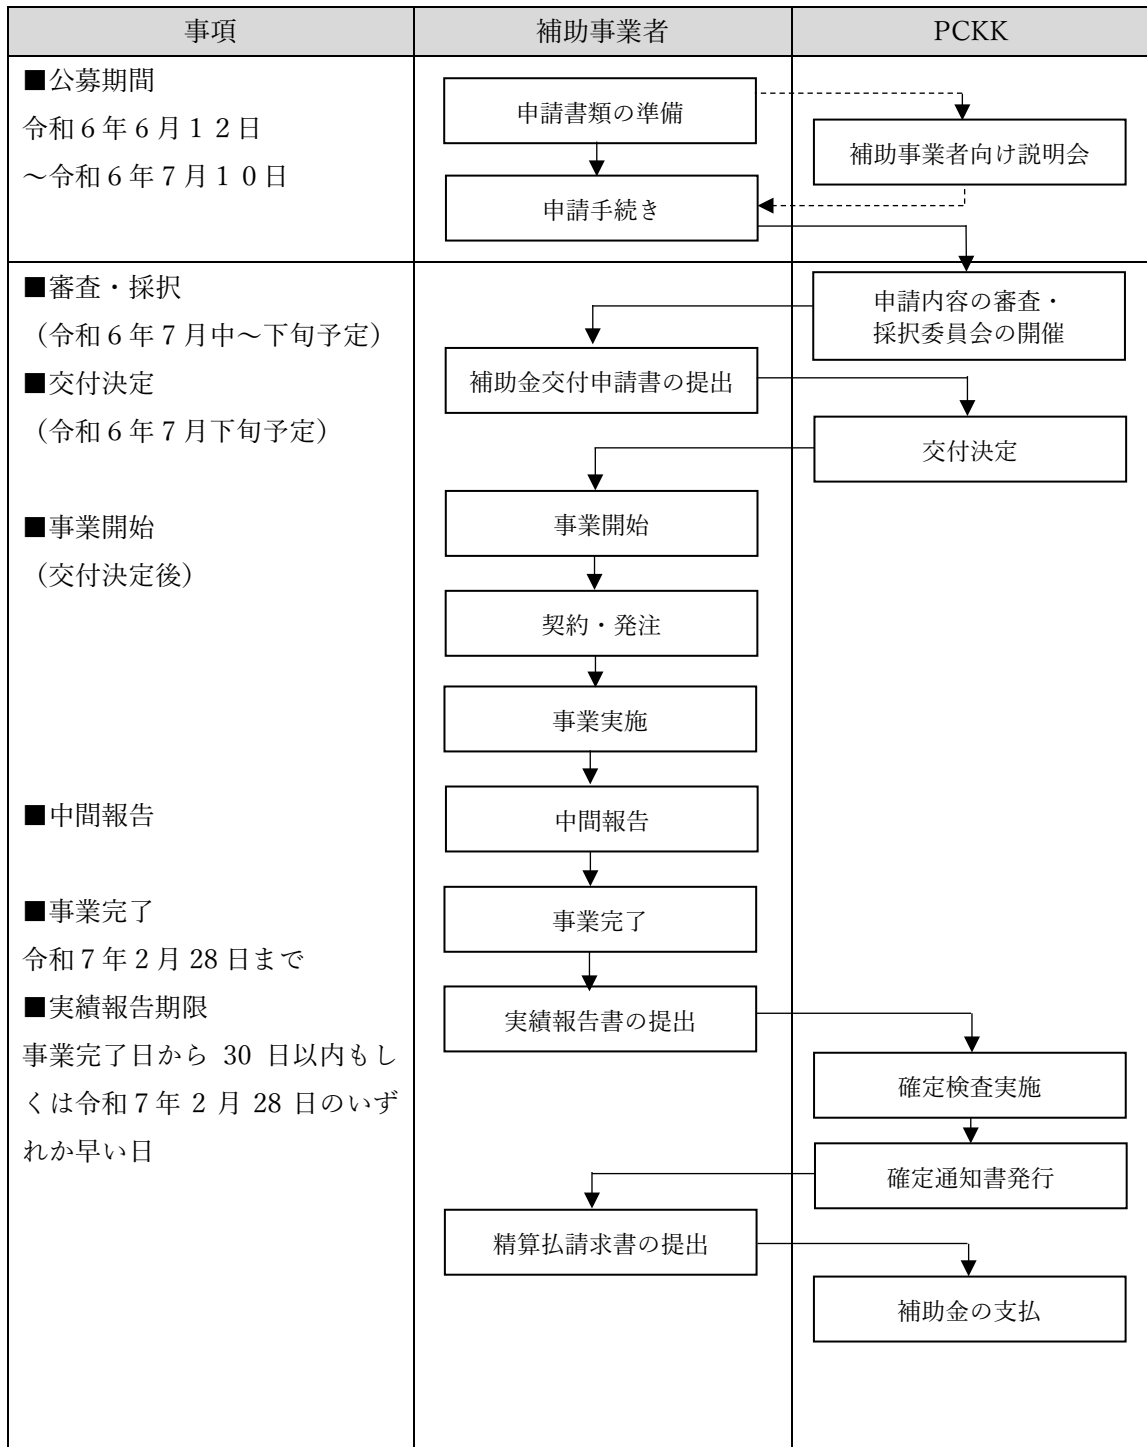 事項
補助事業者
PCKK
■公募期間
令和６年６月１２日
～令和６年７月１０日
申請書類の準備
補助事業者向け説明会
申請手続き
■審査・採択
（令和６年７月中～下旬予定）
■交付決定
（令和６年７月下旬予定）
申請内容の審査・
採択委員会の開催
補助金交付申請書の提出
交付決定
■事業開始
（交付決定後）
事業開始
契約・発注
事業実施
■中間報告
中間報告
■事業完了
令和７年２月 28 日まで
事業完了
■実績報告期限
事業完了日から 30 日以内もし
くは令和７年 2 月 28 日のいず
れか早い日
実績報告書の提出
確定検査実施
確定通知書発行
精算払請求書の提出
補助金の支払